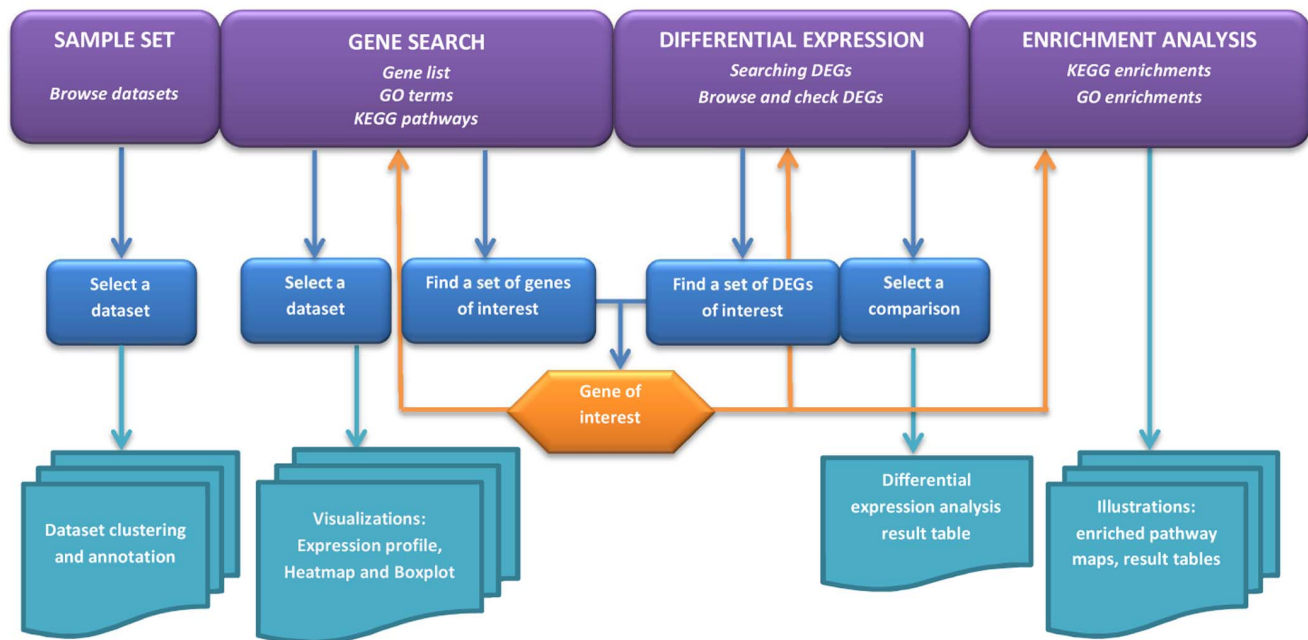 SAMPLE SET
Browse datasets
GENE SEARCH
Gene list
GO terms
KEGG pathways
DIFFERENTIAL EXPRESSION
Searching DEGs
Browse and check DEGs
ENRICHMENT ANALYSIS
KEGG enrichments
GO enrichments
Select a
dataset
Select a
dataset
Find a set of genes
of interest
Find a set of DEGs
of interest
Select a
comparison
Gene of
interest
Dataset clustering
and annotation
Visualizations:
Expression profile,
Heatmap and Boxplot
Differential
expression analysis
result table
Illustrations:
enriched pathway
maps, result tables